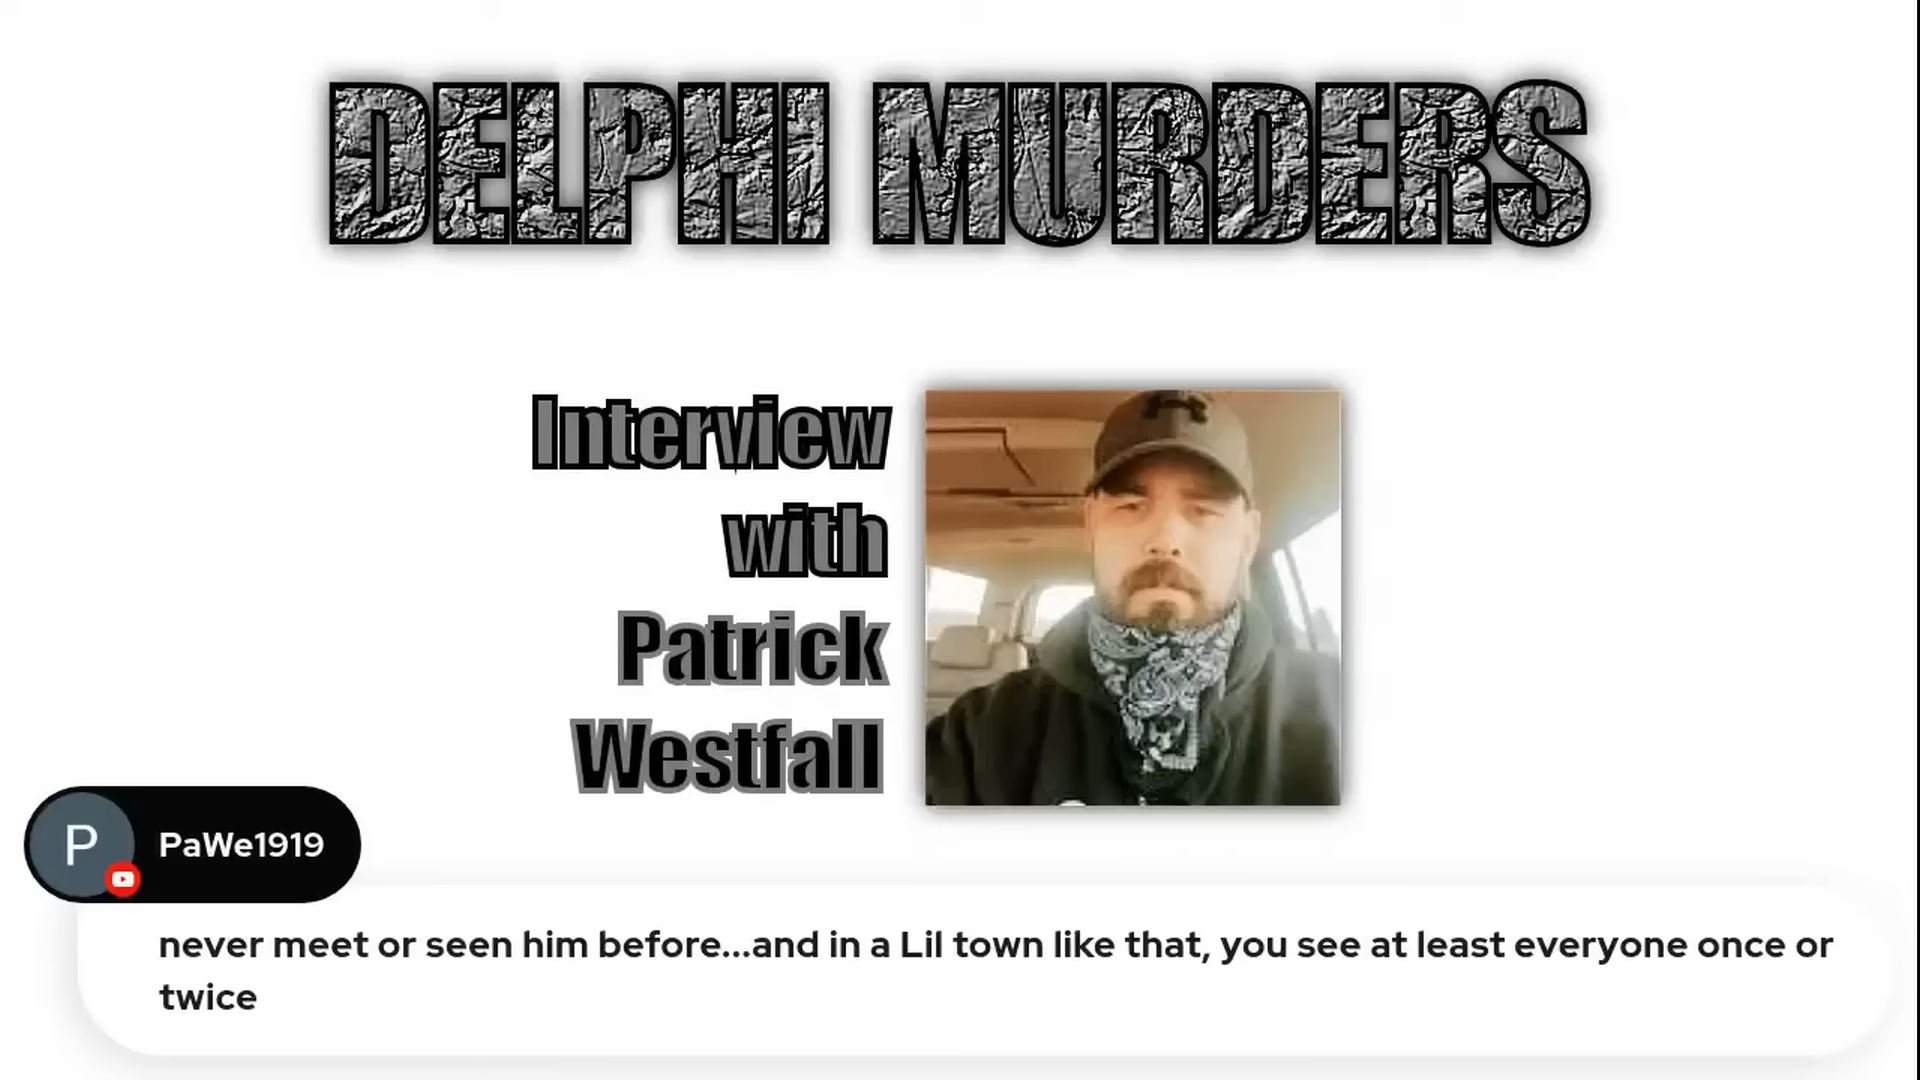 DELPHI MURDERS
Interview
with
Patrick
Westfall
P
PaWe1919
never meet or seen him before...and in a Lil town like that, you see at least everyone once or
twice